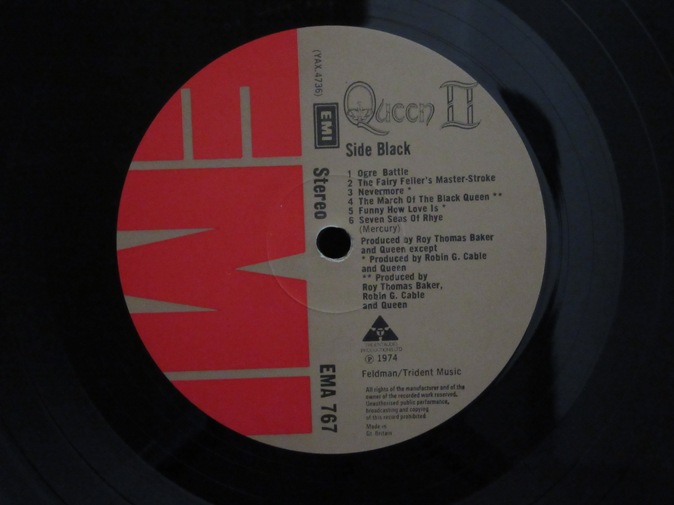 EMI
(YAX.4736)
EMI
Stereo
EMA 767
Queen II
Side Black
1 Ogre Battle
2 The Fairy Feller's Master-Stroke
3 Nevermore *
4 The March Of The Black Queen **
5 Funny How Love Is *
6 Seven Seas Of Rhye
(Mercury)
Produced by Roy Thomas Baker
and Queen except
* Produced by Robin G. Cable
and Queen
** Produced by
Roy Thomas Baker,
Robin G. Cable
and Queen
℗ 1974
Feldman/Trident Music
All rights of the manufacturer and of the
owner of the recorded work reserved.
Unauthorised public performance,
broadcasting and copying
of this record prohibited
Made in
Gt. Britain